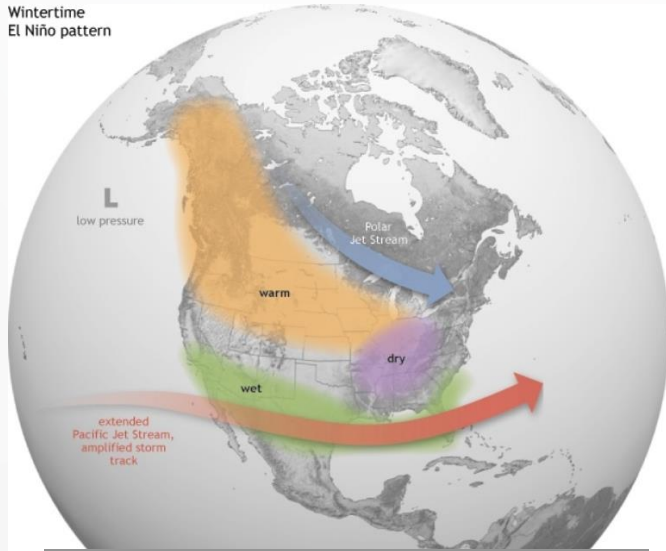 Wintertime
El Niño pattern
L
low pressure
Polar
Jet Stream
warm
dry
wet
extended
Pacific Jet Stream,
amplified storm
track